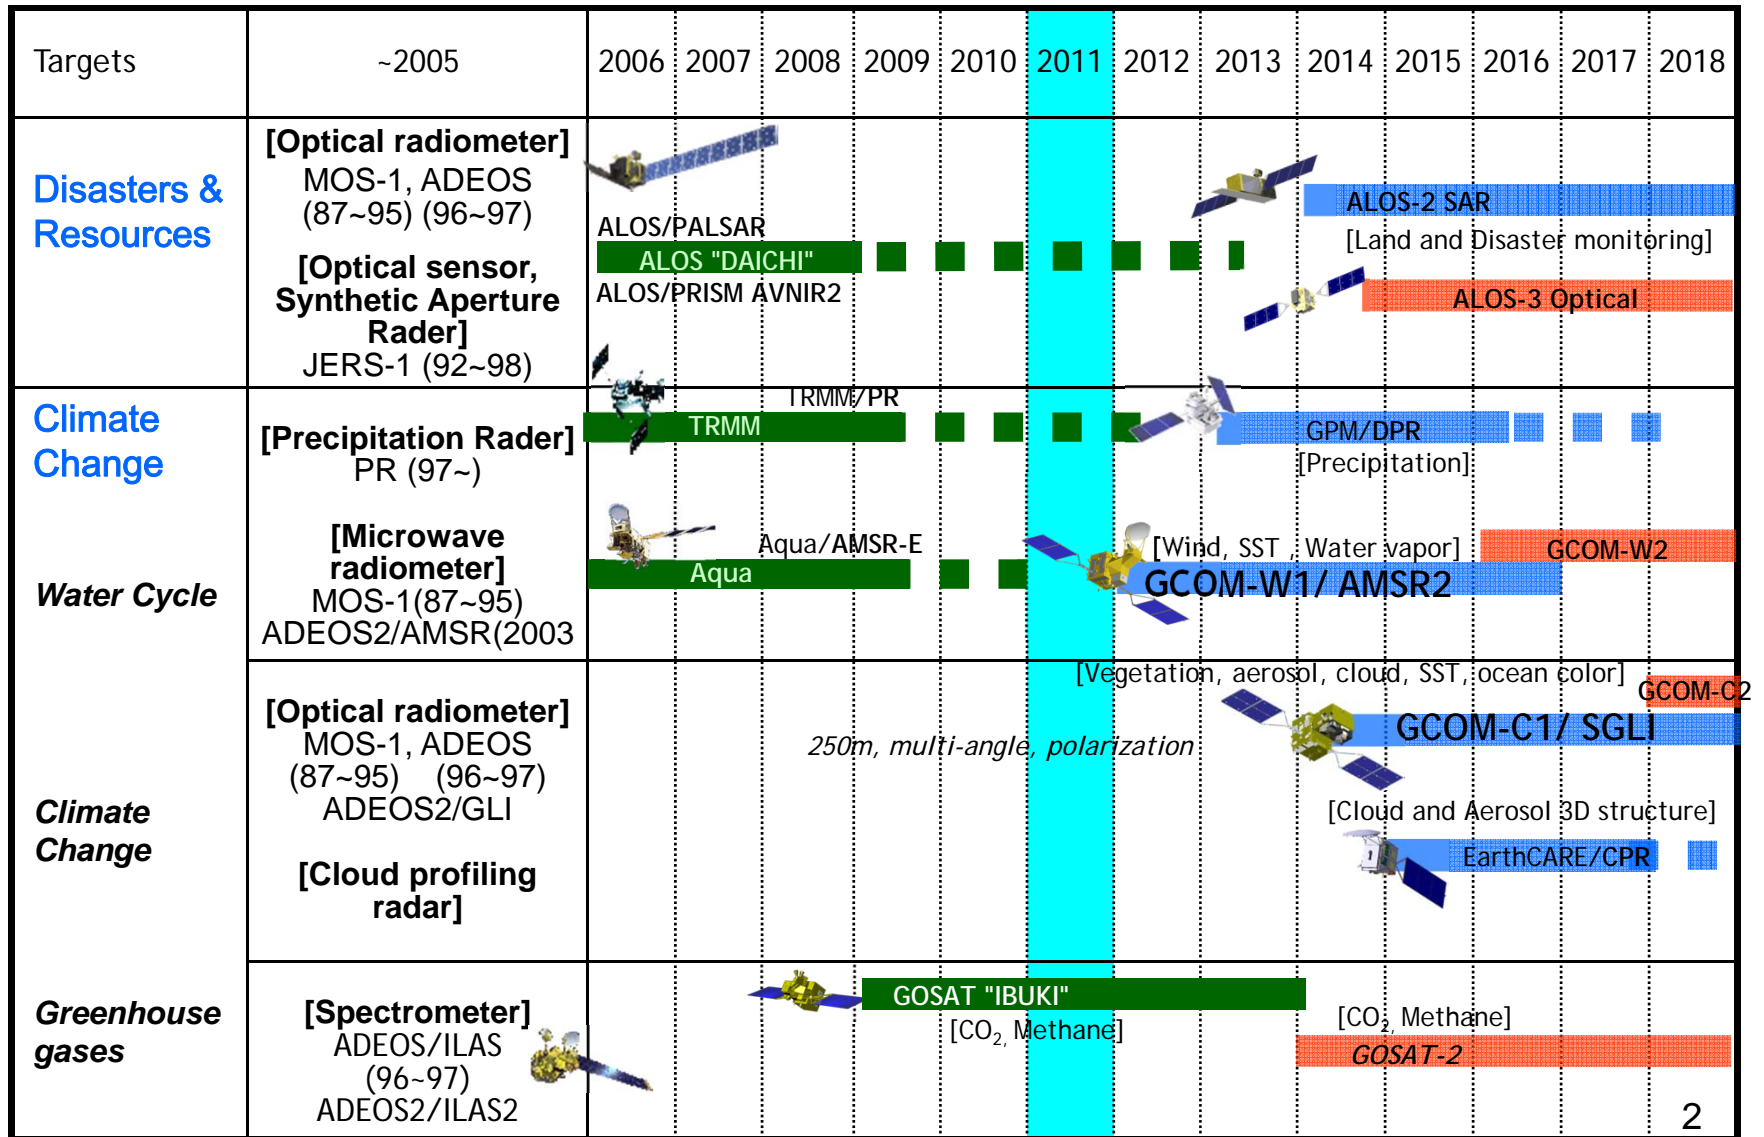 Targets
~2005
2006 2007 2008 2009 2010 2011 2012 2013 2014 2015 2016 2017 2018
Disasters &
Resources
[Optical radiometer]
MOS-1, ADEOS
(87~95) (96~97)
[Optical sensor,
Synthetic Aperture
Rader]
JERS-1 (92~98)
ALOS/PALSAR
ALOS "DAICHI"
ALOS/PRISM AVNIR2
ALOS-2 SAR
[Land and Disaster monitoring]
ALOS-3 Optical
Climate
Change
[Precipitation Rader]
PR (97~)
TRMM/PR
TRMM
GPM/DPR
[Precipitation]
Water Cycle
[Microwave
radiometer]
MOS-1(87~95)
ADEOS2/AMSR(2003
Aqua/AMSR-E
Aqua
[Wind, SST , Water vapor]
GCOM-W2
GCOM-W1/ AMSR2
Climate
Change
[Optical radiometer]
MOS-1, ADEOS
(87~95) (96~97)
ADEOS2/GLI
[Cloud profiling
radar]
[Vegetation, aerosol, cloud, SST, ocean color]
GCOM-C2
GCOM-C1/ SGLI
250m, multi-angle, polarization
[Cloud and Aerosol 3D structure]
EarthCARE/CPR
Greenhouse
gases
[Spectrometer]
ADEOS/ILAS
(96~97)
ADEOS2/ILAS2
GOSAT "IBUKI"
[CO2, Methane]
[CO2, Methane]
GOSAT-2
2